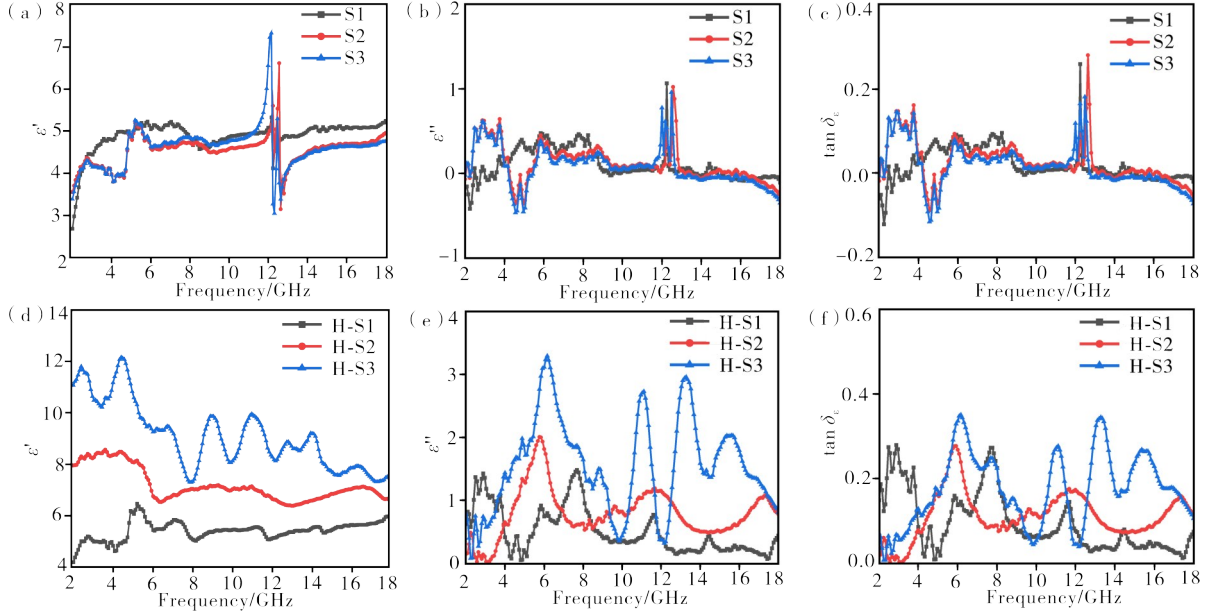 (a)
S1
S2
S3
8
7
6
5
4
3
2
ε'
4 6 8 10 12 14 16 18
Frequency/GHz
(b)
S1
S2
S3
2
1
0
-1
ε"
2 4 6 8 10 12 14 16 18
Frequency/GHz
(c)
S1
S2
S3
0.4
0.2
0.0
-0.2
tan δε
2 4 6 8 10 12 14 16 18
Frequency/GHz
(d)
H-S1
H-S2
H-S3
14
12
10
8
6
4
ε'
2 4 6 8 10 12 14 16 18
Frequency/GHz
(e)
H-S1
H-S2
H-S3
4
3
2
1
0
ε"
2 4 6 8 10 12 14 16 18
Frequency/GHz
(f)
H-S1
H-S2
H-S3
0.6
0.4
0.2
0.0
tan δε
2 4 6 8 10 12 14 16 18
Frequency/GHz